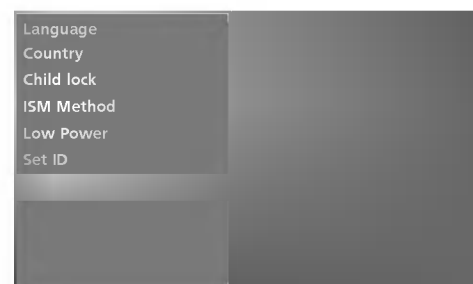 Language
Country
Child lock
ISM Method
Low Power
Set ID